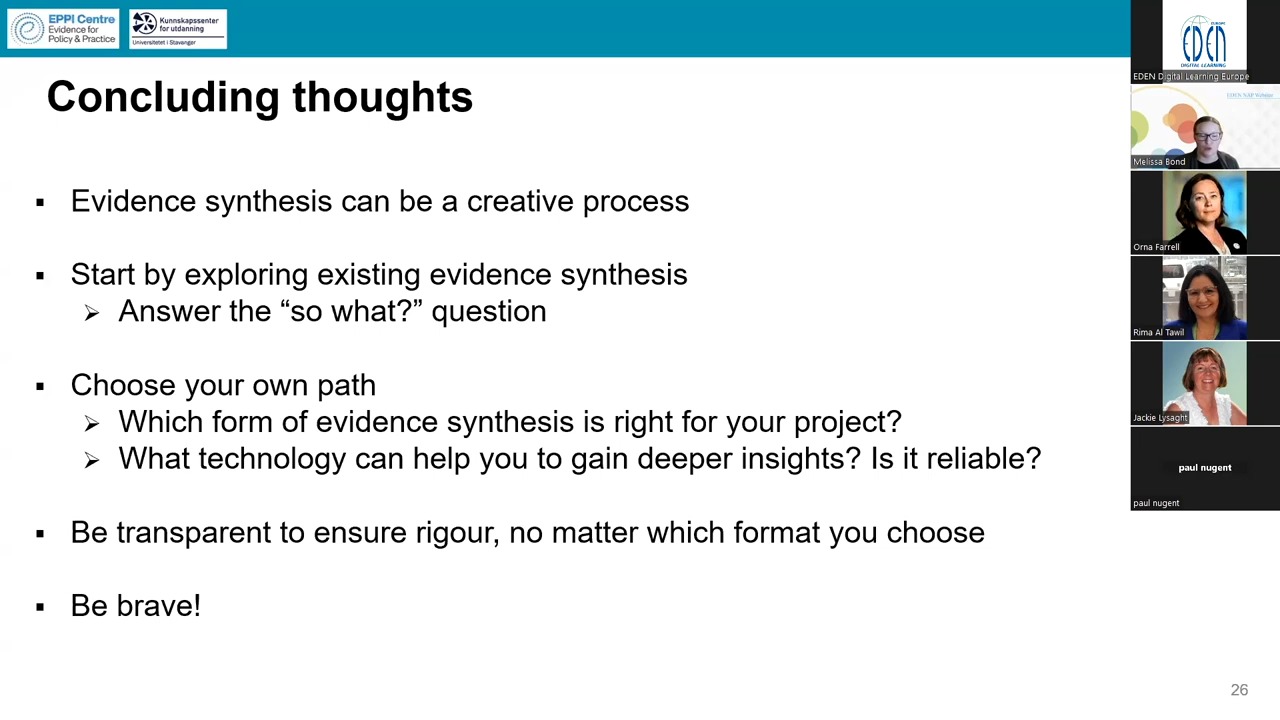 EPPI Centre
Evidence for
Policy & Practice
Kunnskapssenter
for utdanning
Universitetet i Stavanger
Concluding thoughts
▪ Evidence synthesis can be a creative process
▪ Start by exploring existing evidence synthesis
➢ Answer the “so what?” question
▪ Choose your own path
➢ Which form of evidence synthesis is right for your project?
➢ What technology can help you to gain deeper insights? Is it reliable?
▪ Be transparent to ensure rigour, no matter which format you choose
▪ Be brave!
26
EUROPE
EDEN
DIGITAL LEARNING
EDEN Digital Learning Europe
EDEN NAP Webinar
Melissa Bond
Orna Farrell
Rima Al Tawil
Jackie Lysaght
paul nugent
paul nugent